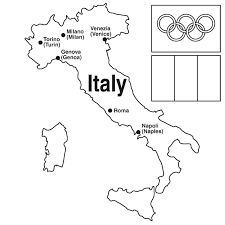 Milano
(Milan)
Venezia
(Venice)
Torino
(Turin)
Genova
(Genoa)
Italy
Roma
Napoli
(Naples)